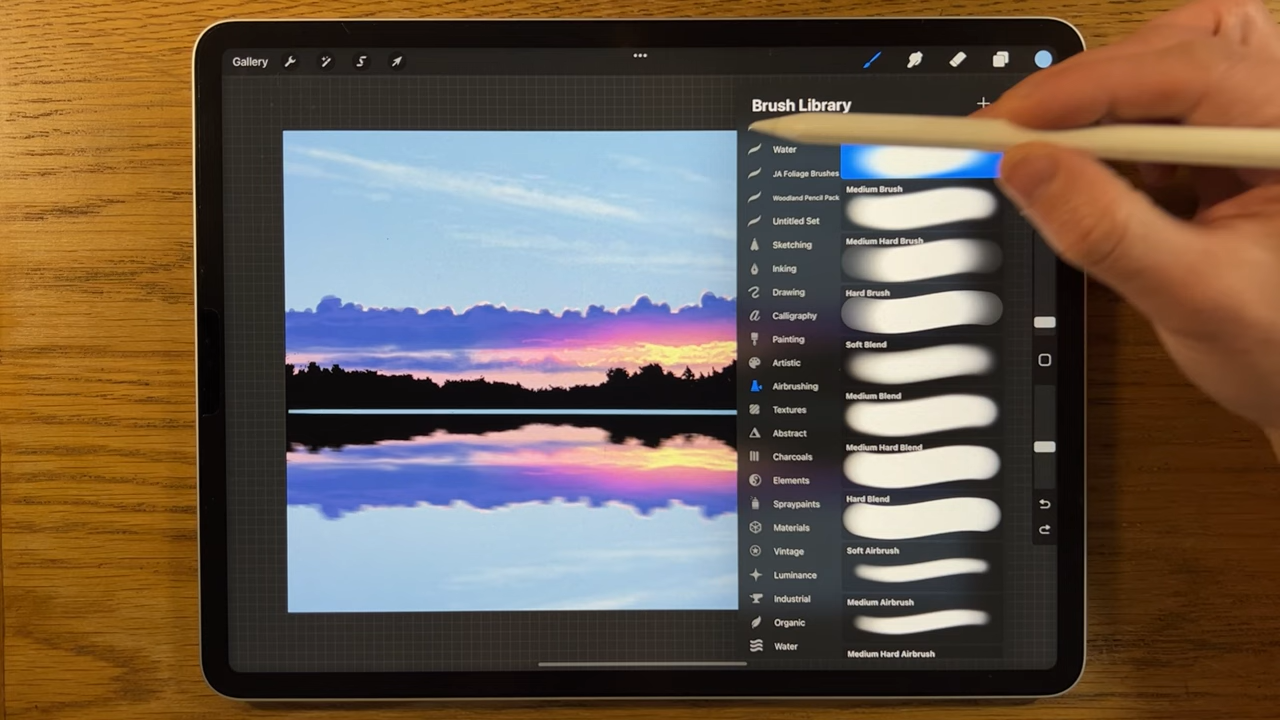 Gallery
Brush Library
Water
JA Foliage Brushes
Woodland Pencil Pack
Untitled Set
Sketching
Inking
Drawing
Calligraphy
Painting
Artistic
Airbrushing
Textures
Abstract
Charcoals
Elements
Spraypaints
Materials
Vintage
Luminance
Industrial
Organic
Water
Medium Brush
Medium Hard Brush
Hard Brush
Soft Blend
Medium Blend
Medium Hard Blend
Hard Blend
Soft Airbrush
Medium Airbrush
Medium Hard Airbrush